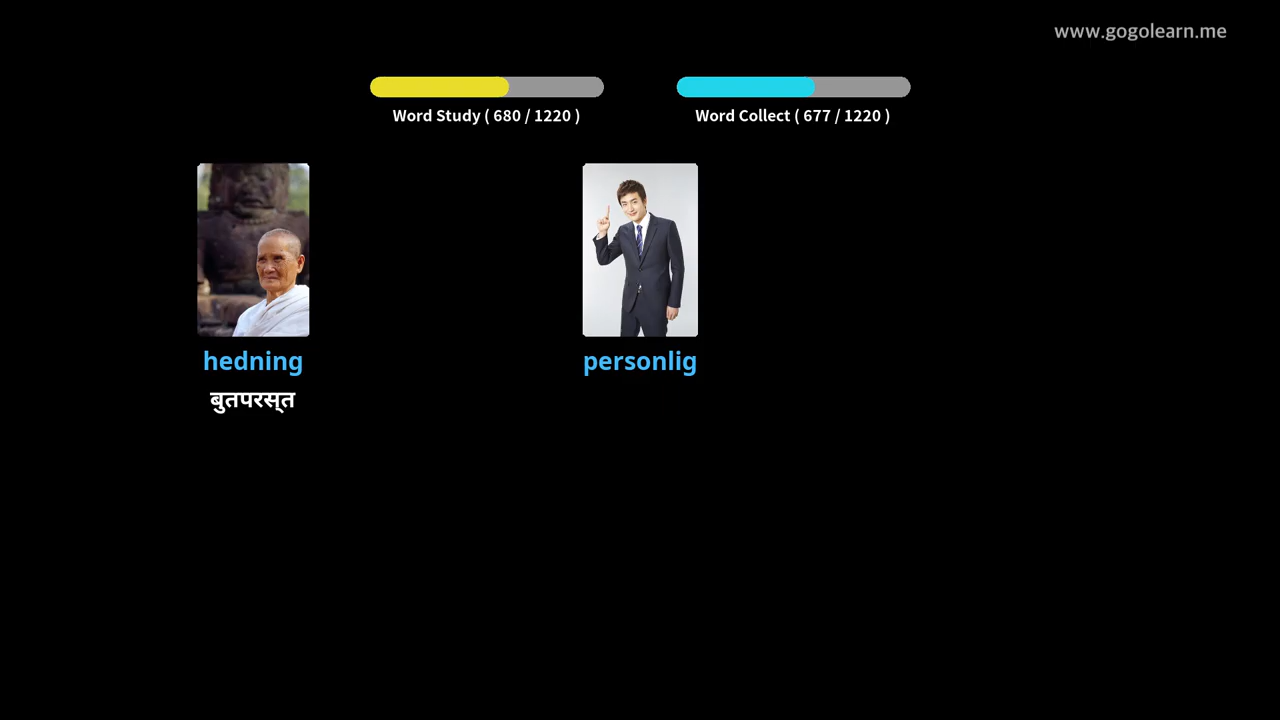 www.gogolearn.me
Word Study ( 680 / 1220 )
Word Collect ( 677 / 1220 )
hedning
personlig
बुतपरस्त